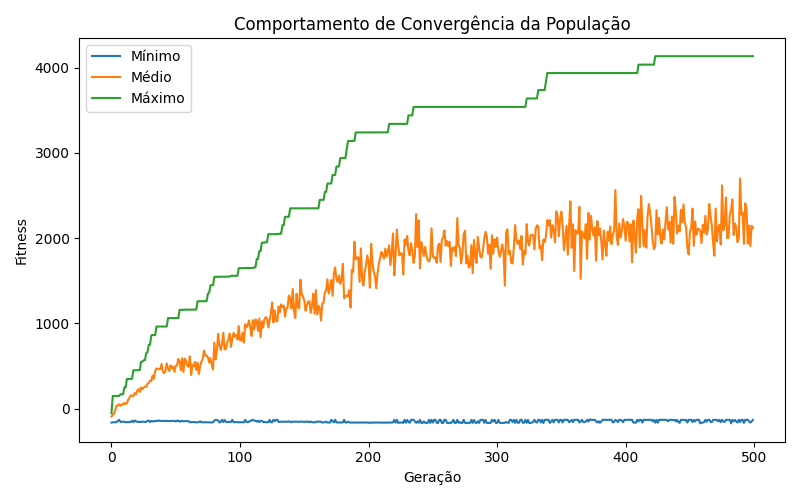 Comportamento de Convergência da População
Mínimo
Médio
Máximo
Fitness
4000
3000
2000
1000
0
0 100 200 300 400 500
Geração